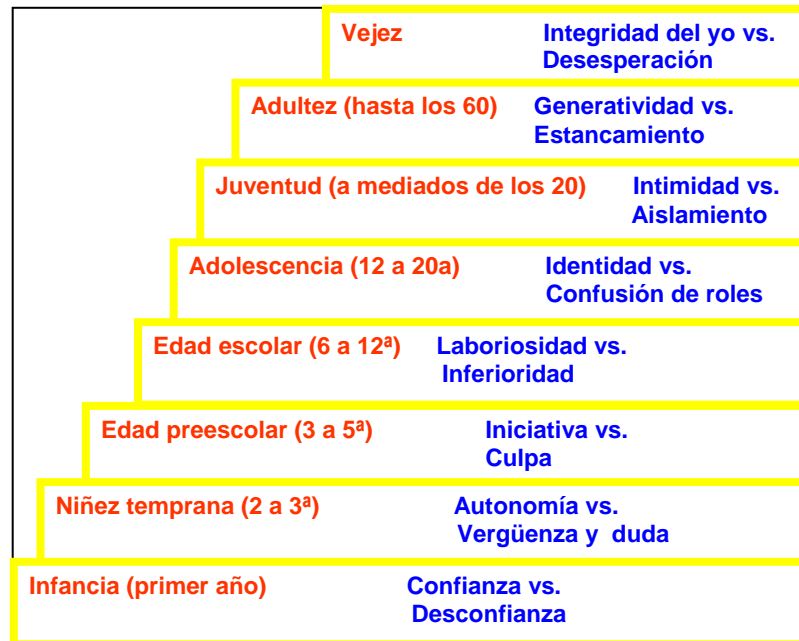 Vejez Integridad del yo vs.
Desesperación
Adultez (hasta los 60) Generatividad vs.
Estancamiento
Juventud (a mediados de los 20) Intimidad vs.
Aislamiento
Adolescencia (12 a 20a) Identidad vs.
Confusión de roles
Edad escolar (6 a 12ª) Laboriosidad vs.
Inferioridad
Edad preescolar (3 a 5ª) Iniciativa vs.
Culpa
Niñez temprana (2 a 3ª) Autonomía vs.
Vergüenza y duda
Infancia (primer año) Confianza vs.
Desconfianza